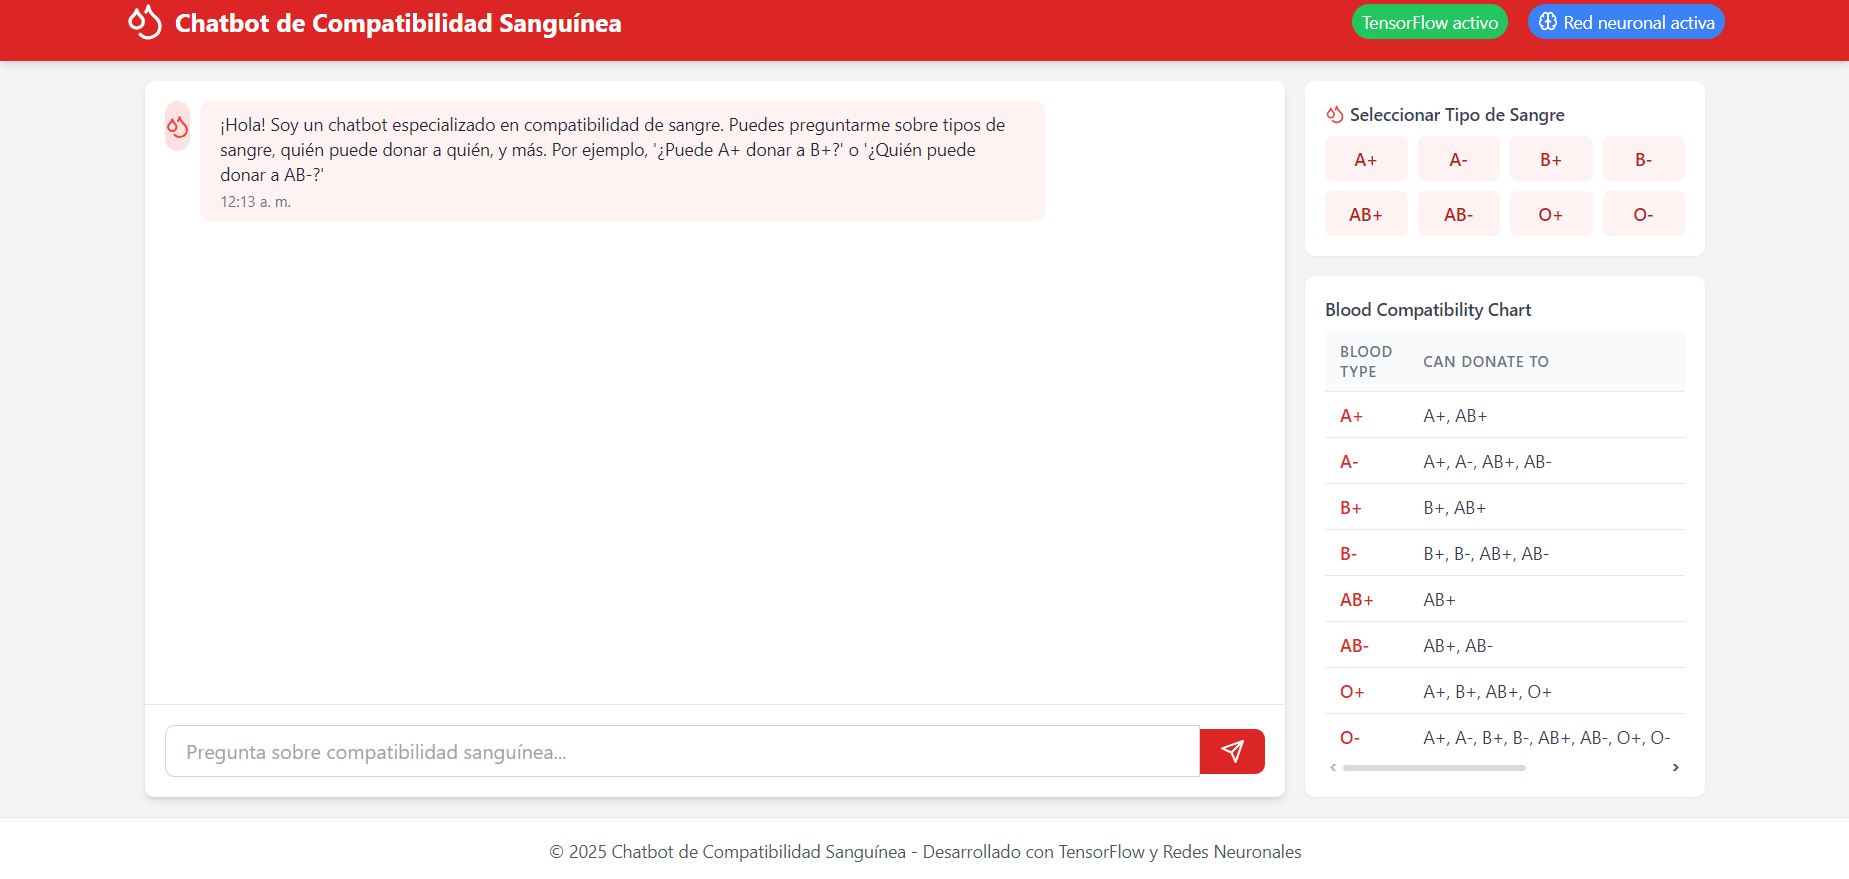 Chatbot de Compatibilidad Sanguínea
TensorFlow activo
Red neuronal activa
¡Hola! Soy un chatbot especializado en compatibilidad de sangre. Puedes preguntarme sobre tipos de
sangre, quién puede donar a quién, y más. Por ejemplo, '¿Puede A+ donar a B+?' o '¿Quién puede
donar a AB-?'
12:13 a. m.
Pregunta sobre compatibilidad sanguínea...
Seleccionar Tipo de Sangre
A+ A- B+ B-
AB+ AB- O+ O-
Blood Compatibility Chart
BLOOD TYPE CAN DONATE TO
A+ A+, AB+
A- A+, A-, AB+, AB-
B+ B+, AB+
B- B+, B-, AB+, AB-
AB+ AB+
AB- AB+, AB-
O+ A+, B+, AB+, O+
O- A+, A-, B+, B-, AB+, AB-, O+, O-
© 2025 Chatbot de Compatibilidad Sanguínea - Desarrollado con TensorFlow y Redes Neuronales